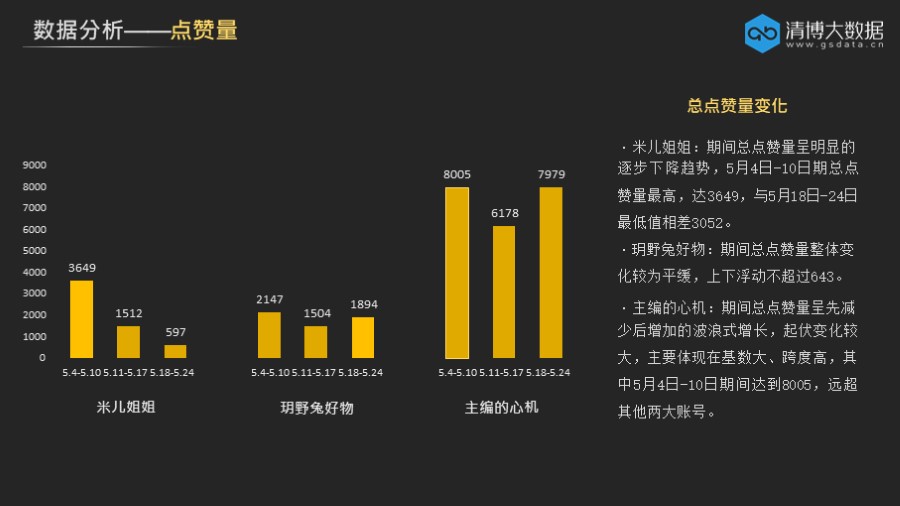 数据分析——点赞量
清博大数据
www.gsdata.cn
总点赞量变化
·米儿姐姐：期间总点赞量呈明显的
逐步下降趋势，5月4日-10日期总点
赞量最高，达3649，与5月18日-24日
最低值相差3052。
·玥野兔好物：期间总点赞量整体变
化较为平缓，上下浮动不超过643。
·主编的心机：期间总点赞量呈先减
少后增加的波浪式增长，起伏变化较
大，主要体现在基数大、跨度高，其
中5月4日-10日期间达到8005，远超
其他两大账号。
9000
8000
7000
6000
5000
4000
3000
2000
1000
0
3649
1512
597
2147
1504
1894
8005
6178
7979
5.4-5.10 5.11-5.17 5.18-5.24
5.4-5.10 5.11-5.17 5.18-5.24
5.4-5.10 5.11-5.17 5.18-5.24
米儿姐姐
玥野兔好物
主编的心机